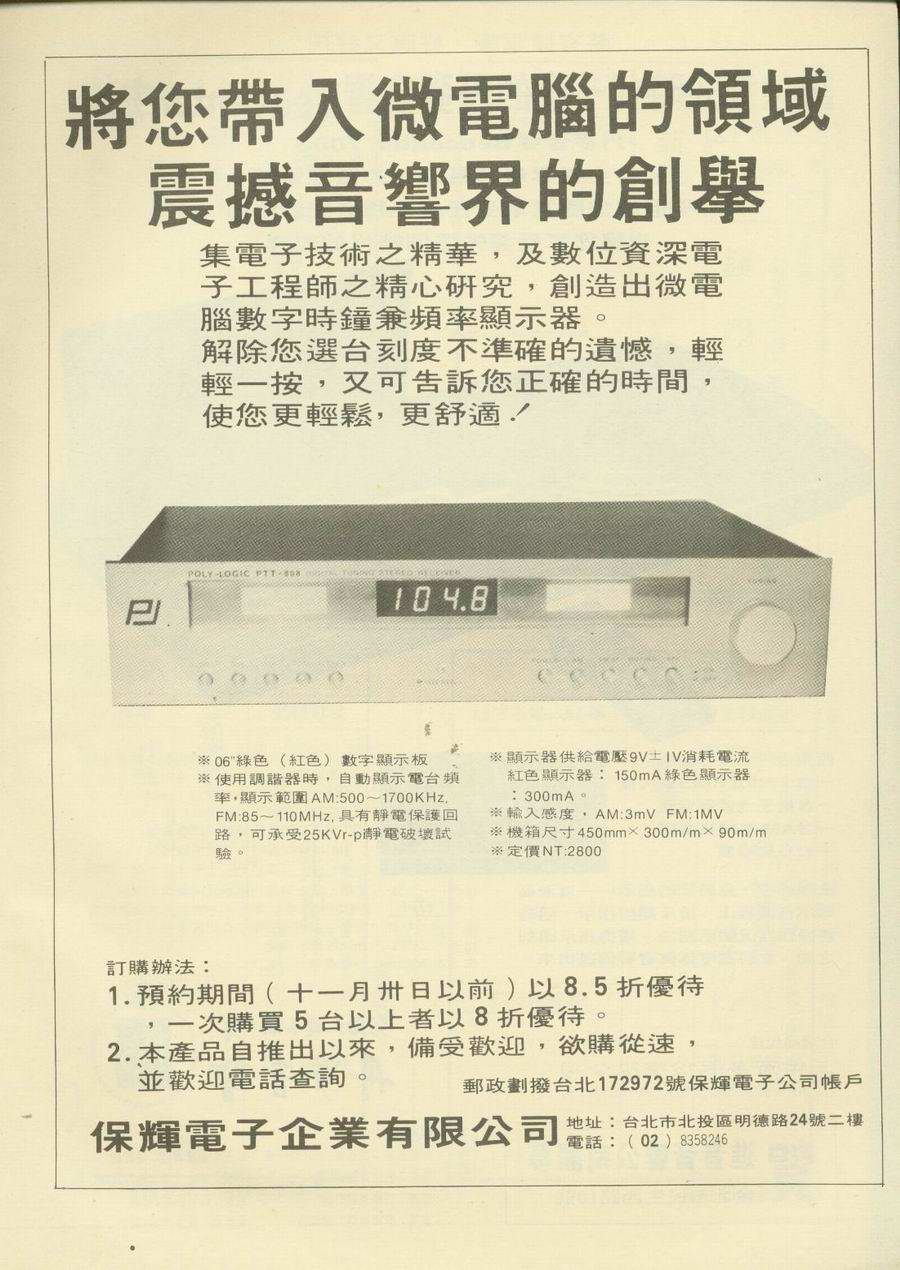 將您帶入微電腦的領域
震撼音響界的創舉
集電子技術之精華，及數位資深電
子工程師之精心研究，創造出微電
腦數字時鐘兼頻率顯示器。
解除您選台刻度不準確的遺憾，輕
輕一按，又可告訴您正確的時間，
使您更輕鬆，更舒適！
POLY-LOGIC PTT-808 DIGITAL TUNING STEREO RECEIVER
TUNING
PJ
104.8
※06"綠色（紅色）數字顯示板
※使用調諧器時，自動顯示電台頻
率，顯示範圍AM:500～1700KHz,
FM:85～110MHz,具有靜電保護回
路，可承受25KVr-p靜電破壞試
驗。
※顯示器供給電壓9V±1V消耗電流
紅色顯示器：150mA綠色顯示器
：300mA。
※輸入感度，AM:3mV FM:1MV
※機箱尺寸450mm×300m/m×90m/m
※定價NT:2800
訂購辦法：
1.預約期間（十一月卅日以前）以8.5折優待
，一次購買5台以上者以8折優待。
2.本產品自推出以來，備受歡迎，欲購從速，
並歡迎電話查詢。
郵政劃撥台北172972號保輝電子公司帳戶
保輝電子企業有限公司
地址：台北市北投區明德路24號二樓
電話：（02）8358246